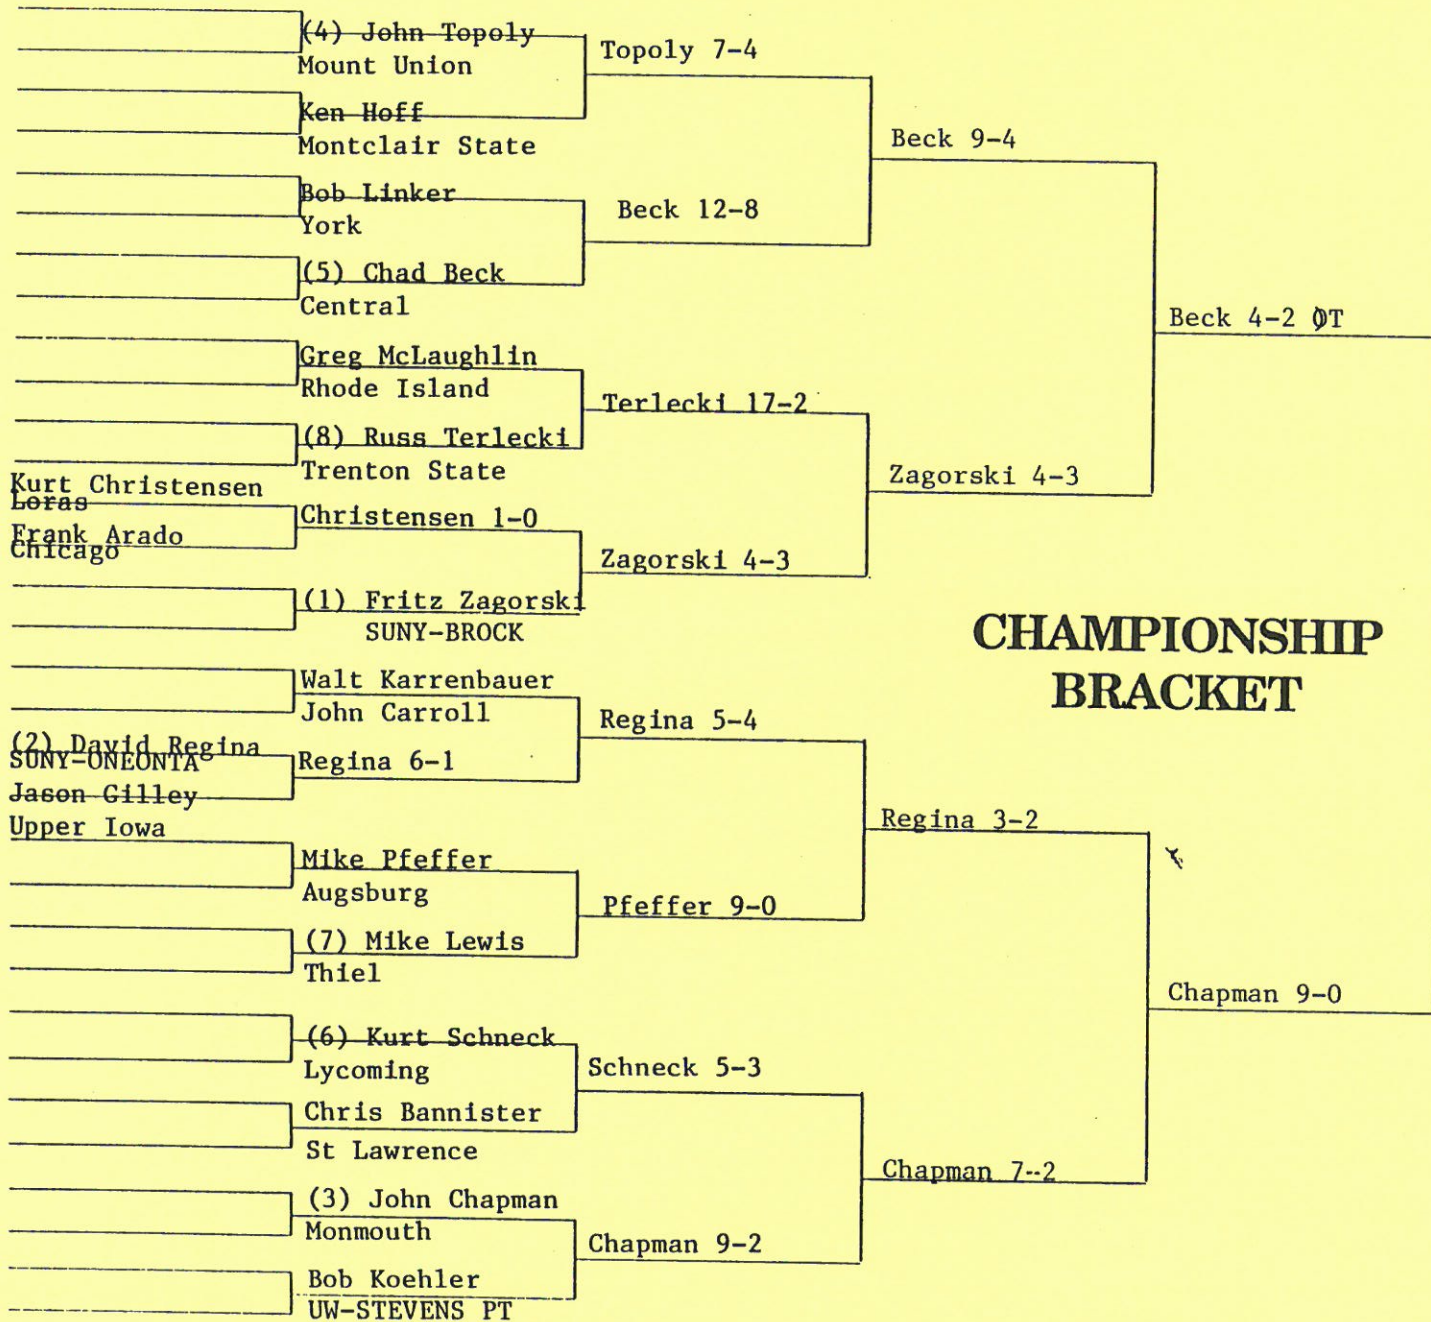 (4) John Topoly
Mount Union
Topoly 7-4
Ken Hoff
Montclair State
Beck 9-4
Bob Linker
York
Beck 12-8
(5) Chad Beck
Central
Beck 4-2 OT
Greg McLaughlin
Rhode Island
Terlecki 17-2
(8) Russ Terlecki
Trenton State
Zagorski 4-3
Kurt Christensen
Loras
Christensen 1-0
Frank Arado
Chicago
Zagorski 4-3
(1) Fritz Zagorski
SUNY-BROCK
CHAMPIONSHIP
BRACKET
Walt Karrenbauer
John Carroll
Regina 5-4
(2) David Regina
SUNY-ONEONTA
Regina 6-1
Jason Gilley
Upper Iowa
Regina 3-2
Mike Pfeffer
Augsburg
Pfeffer 9-0
(7) Mike Lewis
Thiel
Chapman 9-0
(6) Kurt Schneck
Lycoming
Schneck 5-3
Chris Bannister
St Lawrence
Chapman 7--2
(3) John Chapman
Monmouth
Chapman 9-2
Bob Koehler
UW-STEVENS PT